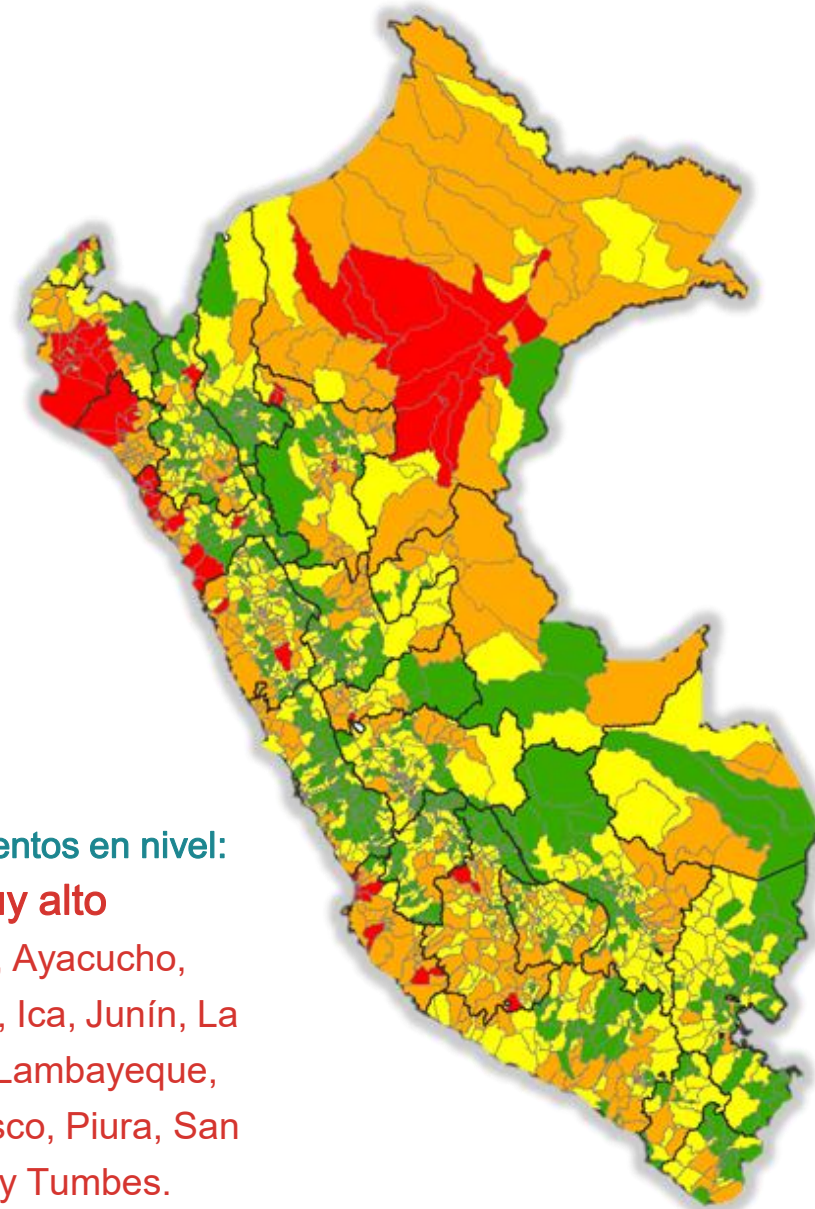 entos en nivel:
uy alto
, Ayacucho,
, Ica, Junín, La
Lambayeque,
sco, Piura, San
y Tumbes.